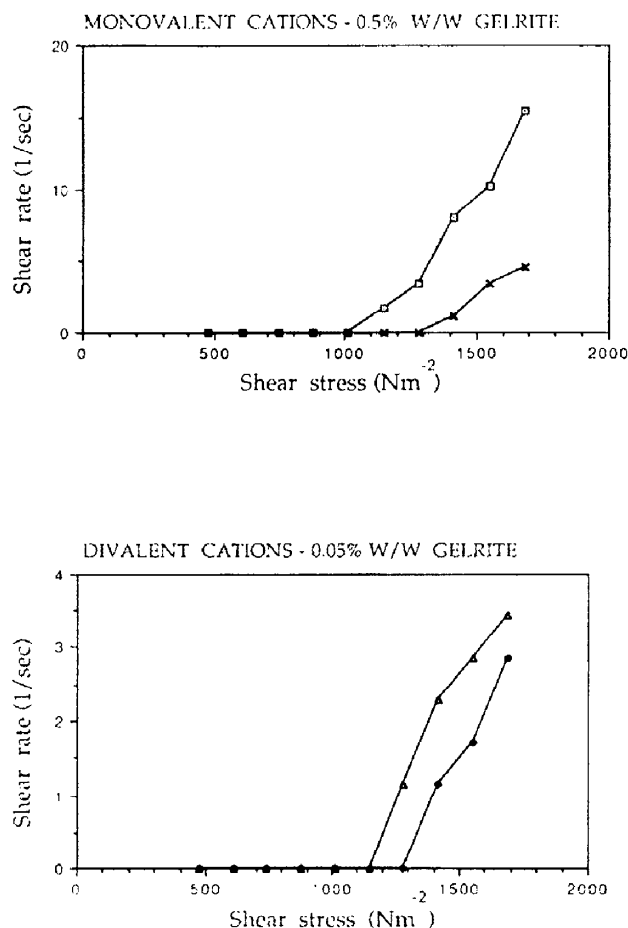 MONOVALENT CATIONS - 0.5% W/W GELRITE
20
10
0
Shear rate (1/sec)
0 500 1000 1500 2000
Shear stress (Nm-2)
DIVALENT CATIONS - 0.05% W/W GELRITE
4
3
2
1
0
Shear rate (1/sec)
0 500 1000 1500 2000
Shear stress (Nm-2)